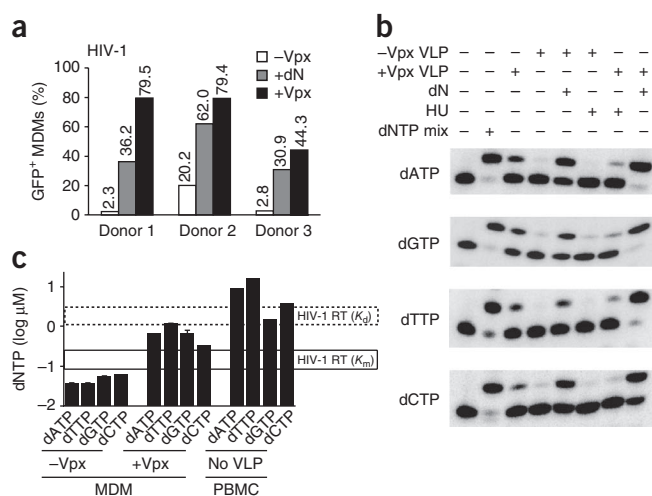 a
HIV-1
–Vpx
+dN
+Vpx
GFP+ MDMs (%)
100
80
60
40
20
0
2.3
36.2
79.5
20.2
62.0
79.4
2.8
30.9
44.3
Donor 1 Donor 2 Donor 3
b
–Vpx VLP – – – + + + – – –
+Vpx VLP – – + – – – – + +
dN – – – – + – – – +
HU – – – – – + + + –
dNTP mix – + – – – – – – –
dATP
dGTP
dTTP
dCTP
c
dNTP (log μM)
1
0
–1
–2
HIV-1 RT (Kd)
HIV-1 RT (Km)
dATP dTTP dGTP dCTP dATP dTTP dGTP dCTP dATP dTTP dGTP dCTP
–Vpx +Vpx No VLP
MDM PBMC